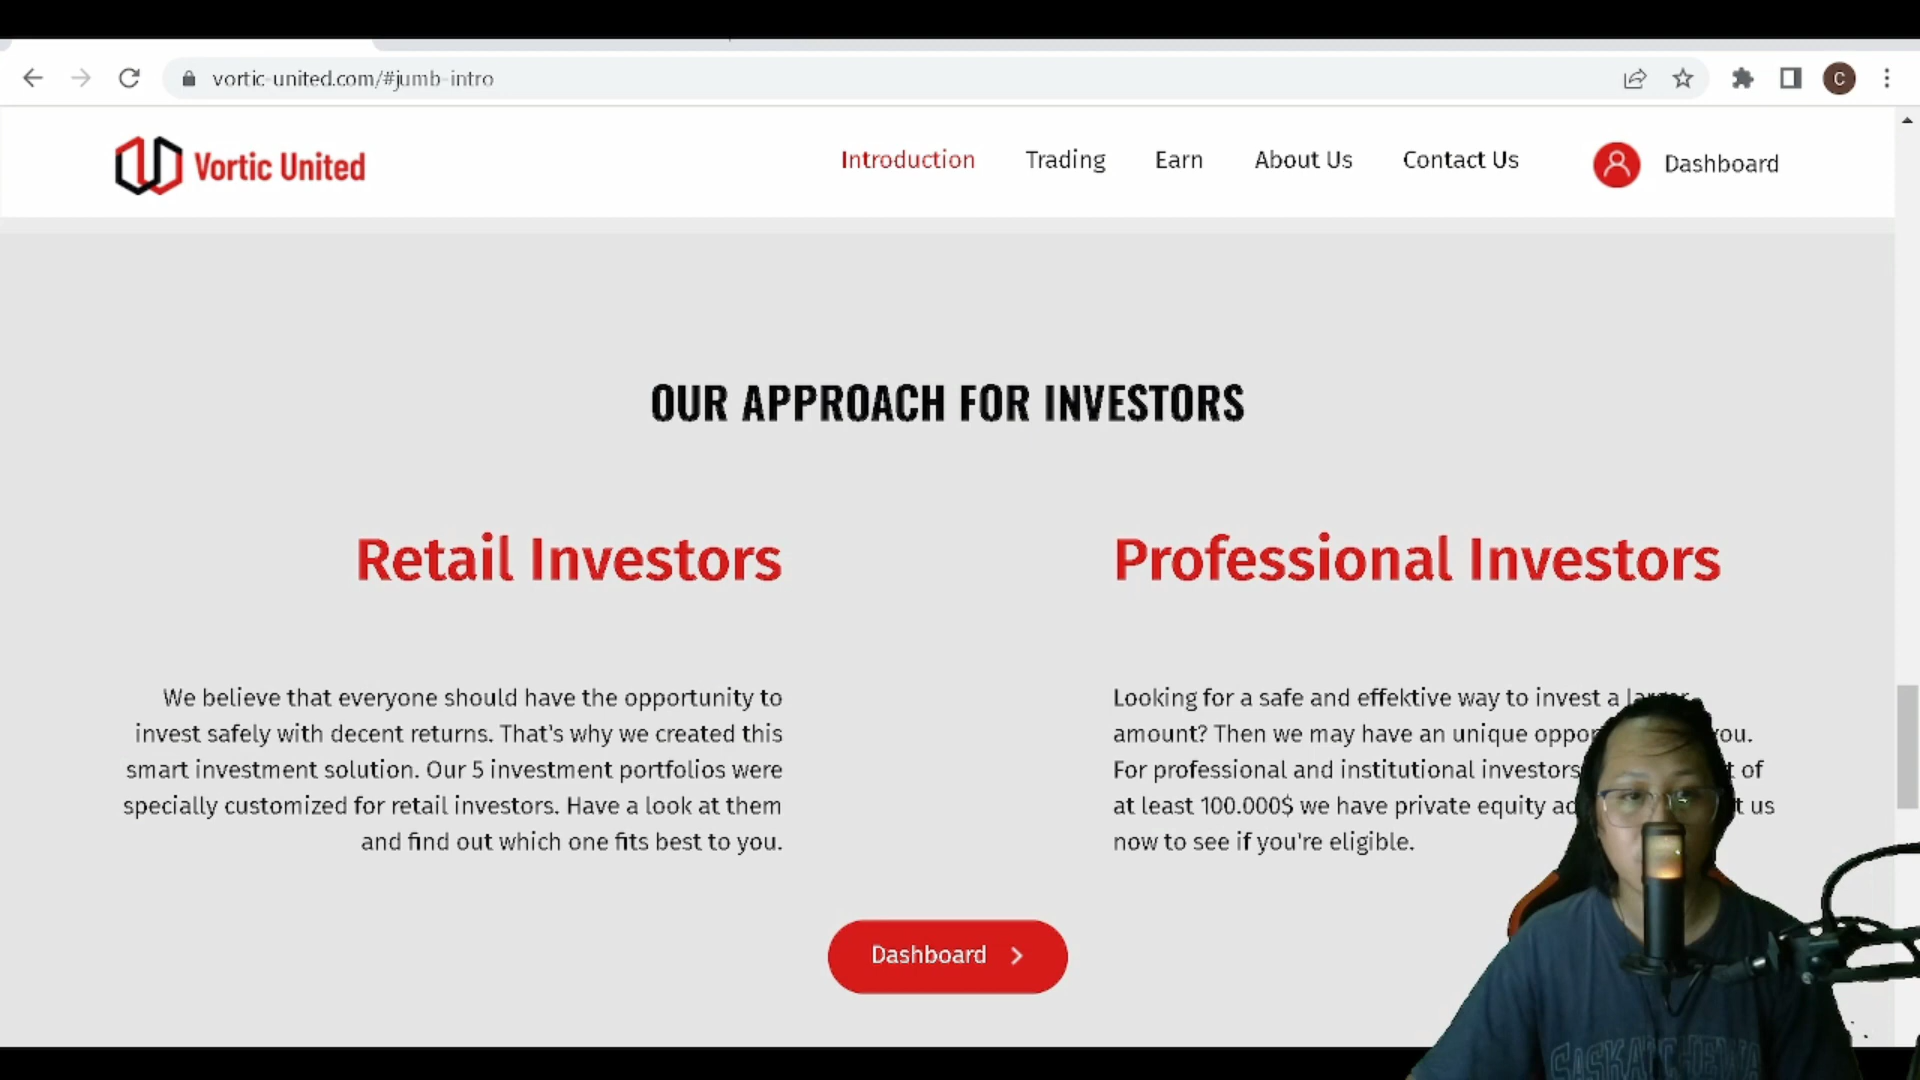 vortic-united.com/#jumb-intro
C
Vortic United
Introduction
Trading
Earn
About Us
Contact Us
Dashboard
OUR APPROACH FOR INVESTORS
Retail Investors
We believe that everyone should have the opportunity to
invest safely with decent returns. That's why we created this
smart investment solution. Our 5 investment portfolios were
specially customized for retail investors. Have a look at them
and find out which one fits best to you.
Professional Investors
Looking for a safe and effektive way to invest a
amount? Then we may have an unique you.
For professional and institutional investors of
at least 100.000$ we have private equity us
now to see if you're eligible.
Dashboard
SASKATCHEWA